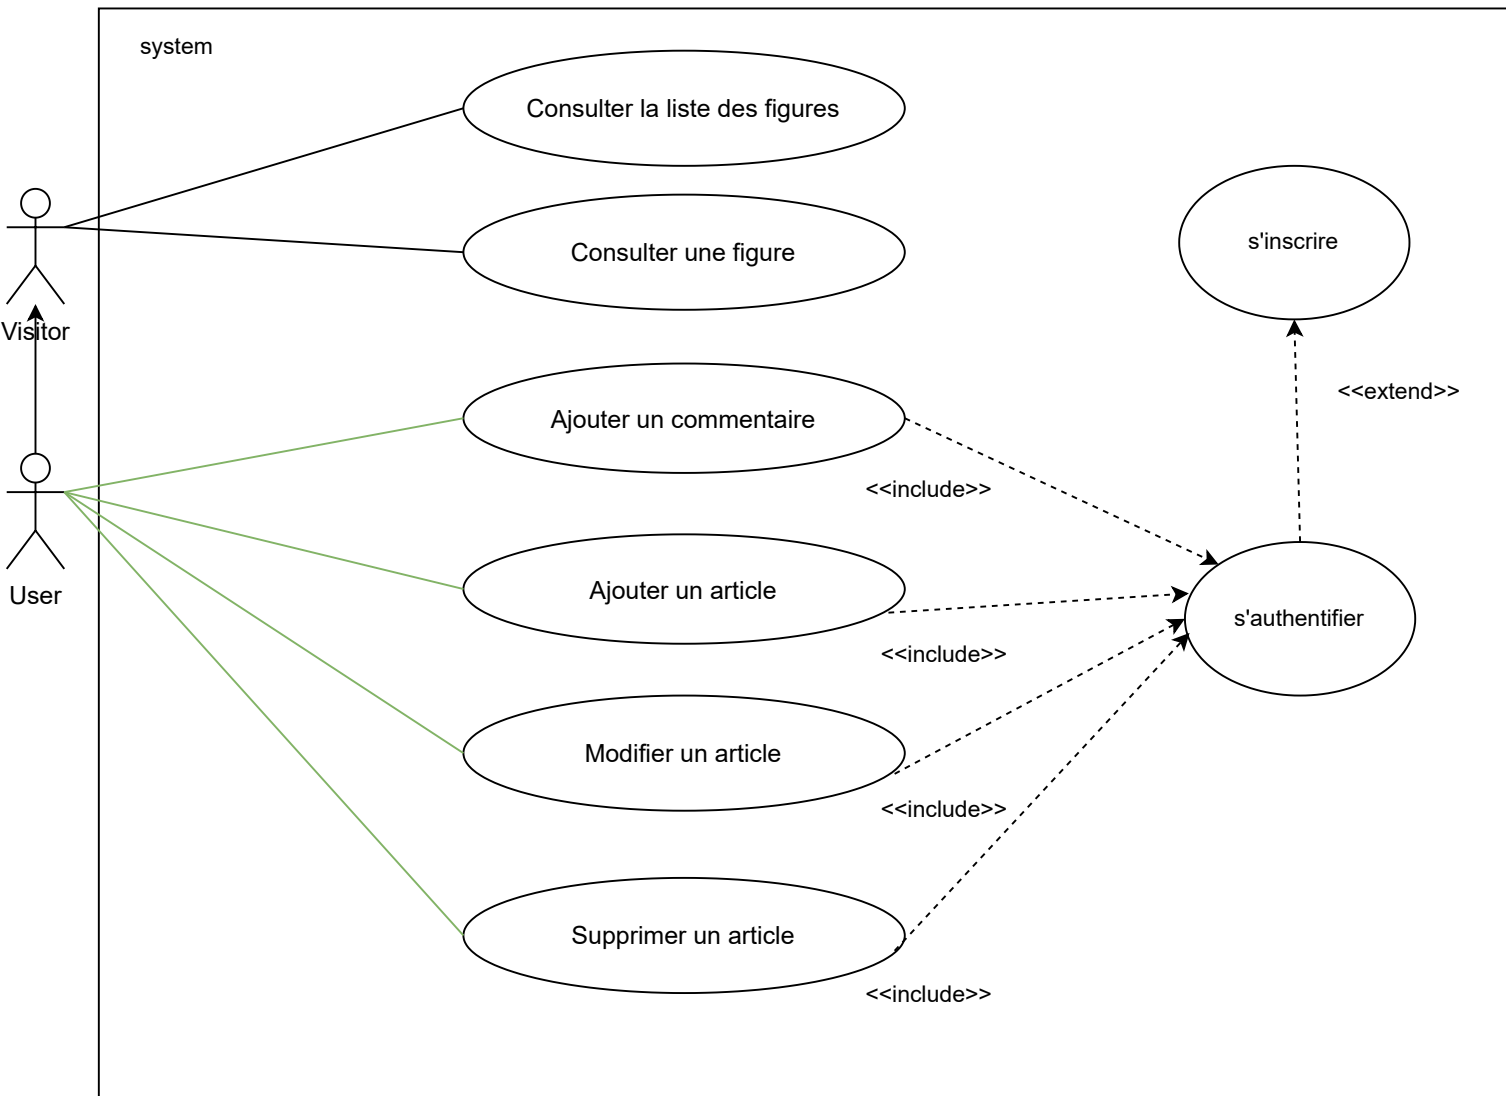 system
Consulter la liste des figures
Consulter une figure
s'inscrire
Visitor
<<extend>>
Ajouter un commentaire
<<include>>
Ajouter un article
User
s'authentifier
<<include>>
Modifier un article
<<include>>
Supprimer un article
<<include>>